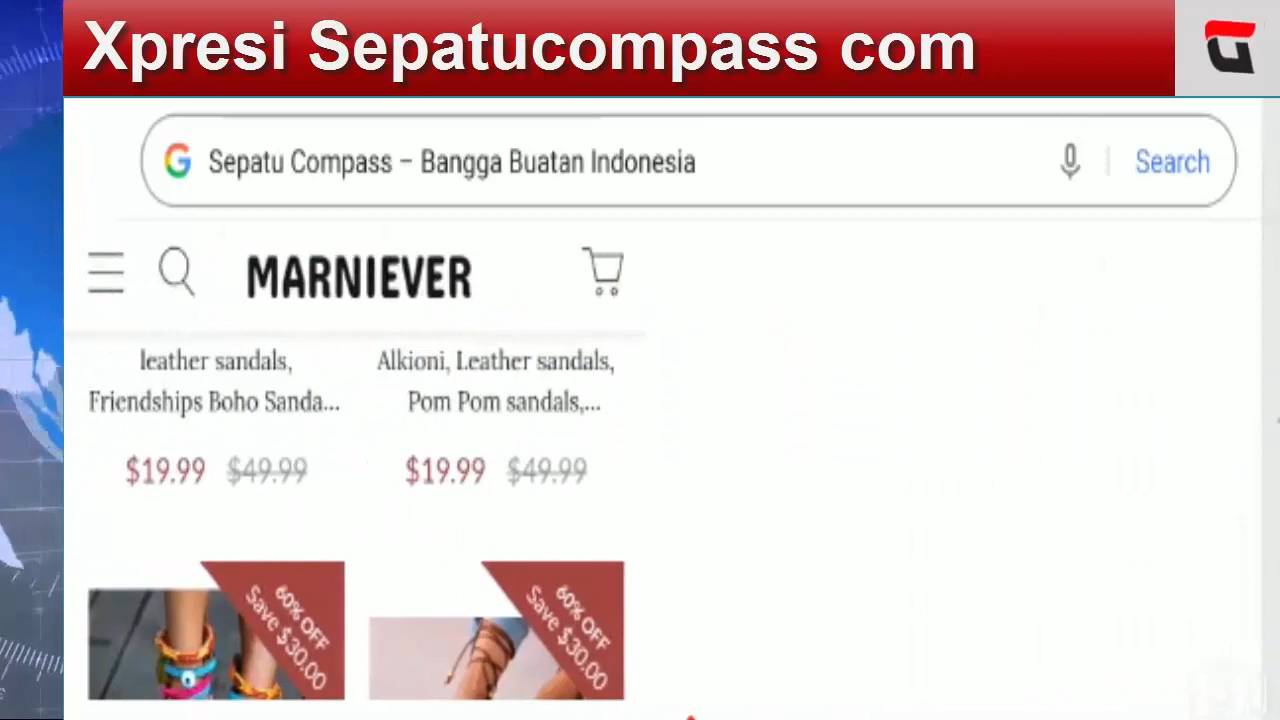 Xpresi Sepatucompass com
Sepatu Compass – Bangga Buatan Indonesia
Search
MARNIEVER
leather sandals,
Friendships Boho Sanda...
$19.99 $49.99
Alkioni, Leather sandals,
Pom Pom sandals,...
$19.99 $49.99
60% OFF
Save $30.00
60% OFF
Save $30.00